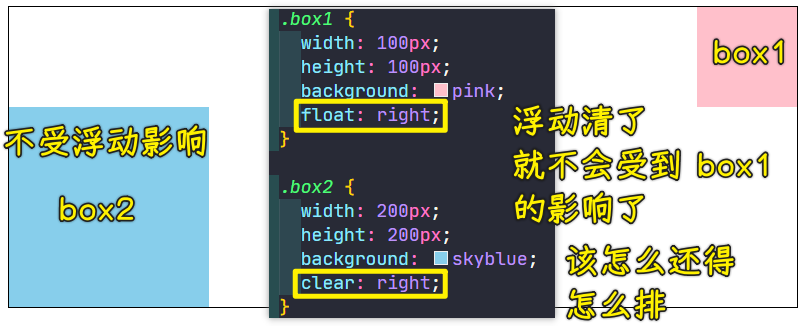 不受浮动影响
box2
.box1 {
width: 100px;
height: 100px;
background: pink;
float: right;
}
.box2 {
width: 200px;
height: 200px;
background: skyblue;
clear: right;
}
box1
浮动清了
就不会受到 box1
的影响了
该怎么还得
怎么排